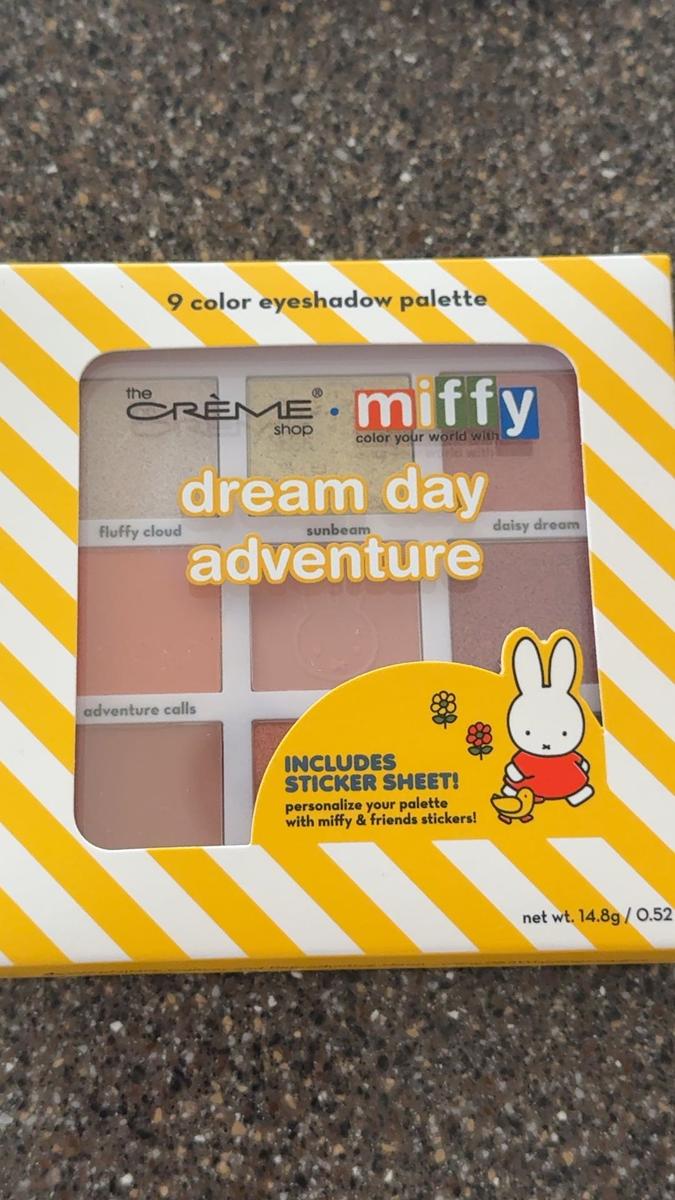 9 color eyeshadow palette
the
CRÈME®
shop
• miffy
color your world with
dream day
fluffy cloud
sunbeam
daisy dream
adventure
adventure calls
INCLUDES
STICKER SHEET!
personalize your palette
with miffy & friends stickers!
net wt. 14.8g / 0.52